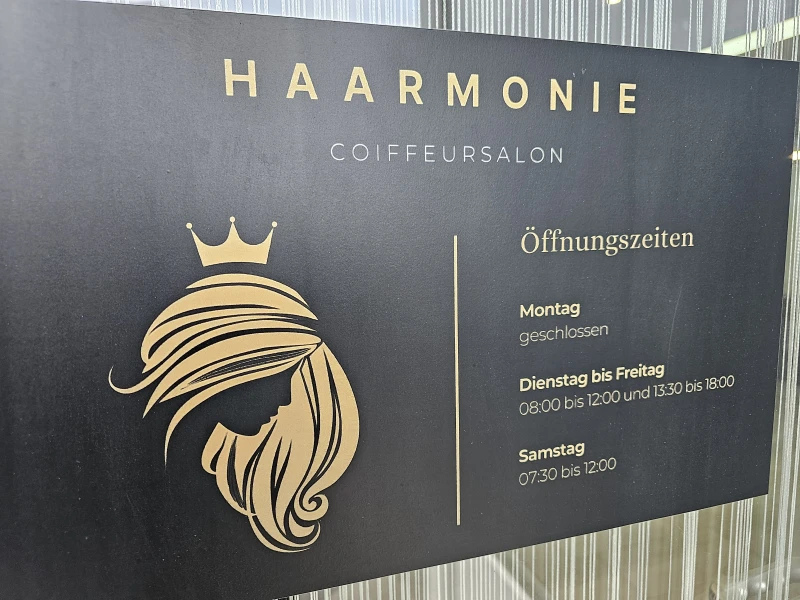 HAARMONIE
COIFFEURSALON
Öffnungszeiten
Montag
geschlossen
Dienstag bis Freitag
08:00 bis 12:00 und 13:30 bis 18:00
Samstag
07:30 bis 12:00